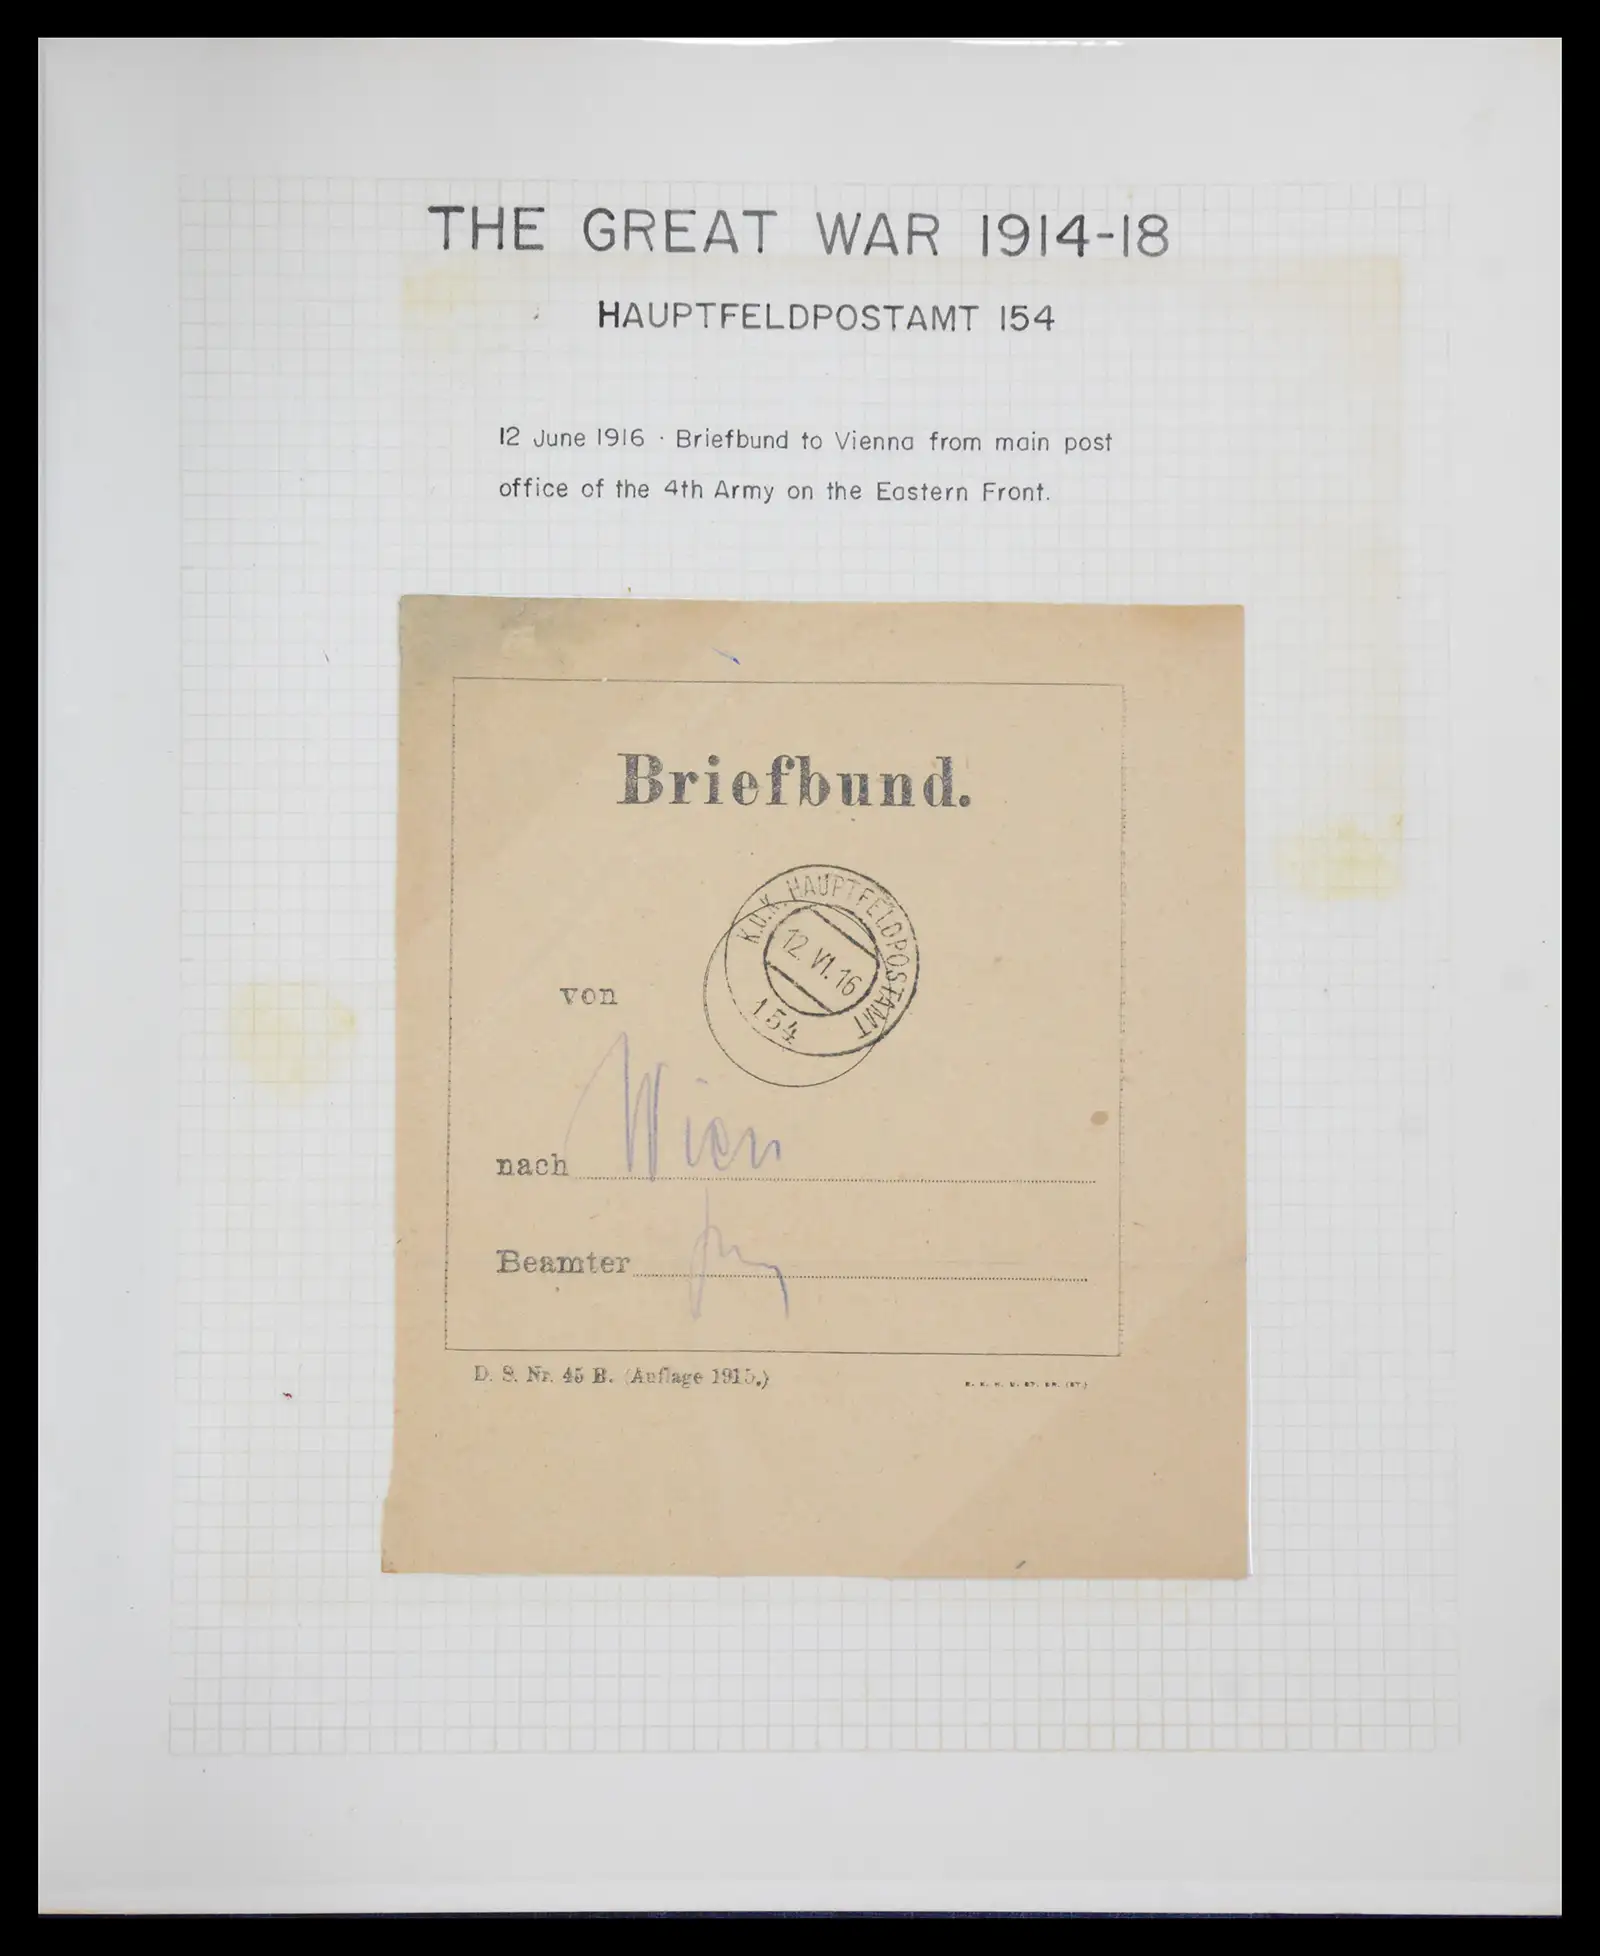 THE GREAT WAR 1914-18
HAUPTFELDPOSTAMT 154
12 June 1916 · Briefbund to Vienna from main post
office of the 4th Army on the Eastern Front.
Briefbund.
K.U.K. HAUPTFELDPOSTAMT
12. VI. 16
154
von
nach Wien
Beamter
D. S. Nr. 45 B. (Auflage 1915.)